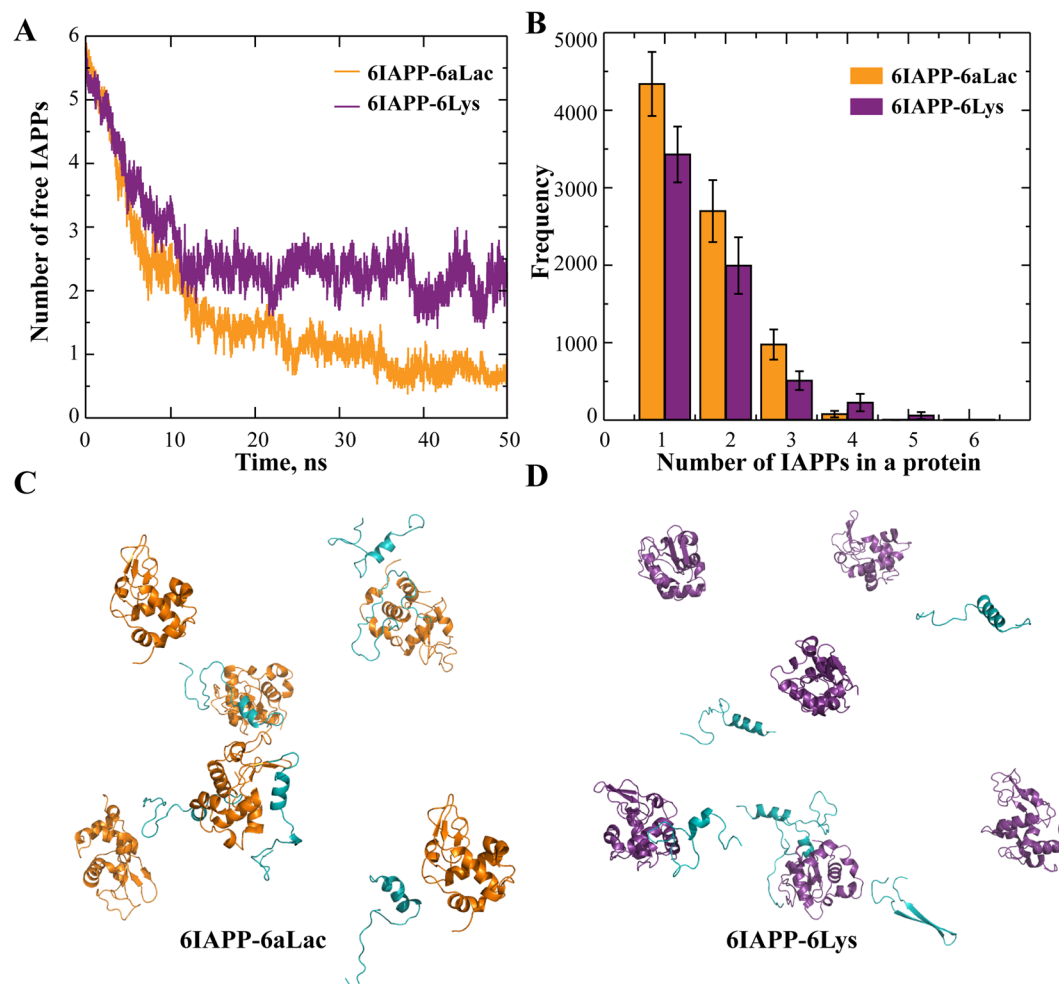 A
Number of free IAPPs
6
5
4
3
2
1
0
0 10 20 30 40 50
Time, ns
6IAPP-6aLac
6IAPP-6Lys
B
Frequency
5000
4000
3000
2000
1000
0
0 1 2 3 4 5 6
Number of IAPPs in a protein
6IAPP-6aLac
6IAPP-6Lys
C
6IAPP-6aLac
D
6IAPP-6Lys